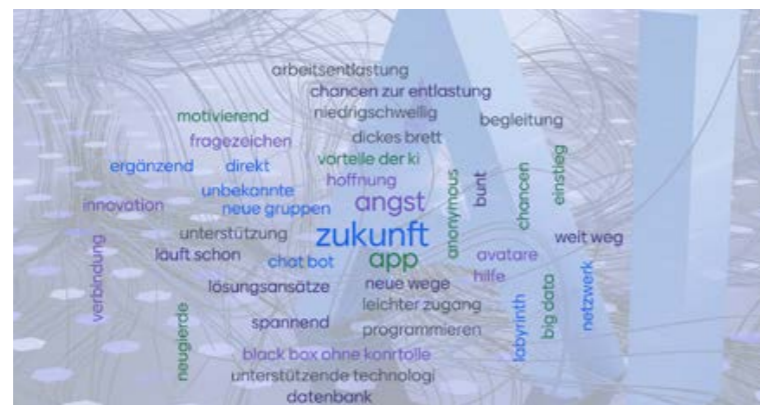 arbeitsentlastung
chancen zur entlastung
motivierend
niedrigschwellig
begleitung
fragezeichen
dickes brett
ergänzend
direkt
vorteile der ki
unbekannte
hoffnung
innovation
neue gruppen
angst
anonymous
bunt
chancen
einstieg
unterstützung
zukunft
weit weg
läuft schon
chat bot
app
avatare
hilfe
verbindung
lösungsansätze
neue wege
leichter zugang
neugierde
spannend
programmieren
labyrinth
big data
netzwerk
black box ohne konrtolle
unterstützende technologi
datenbank
AI